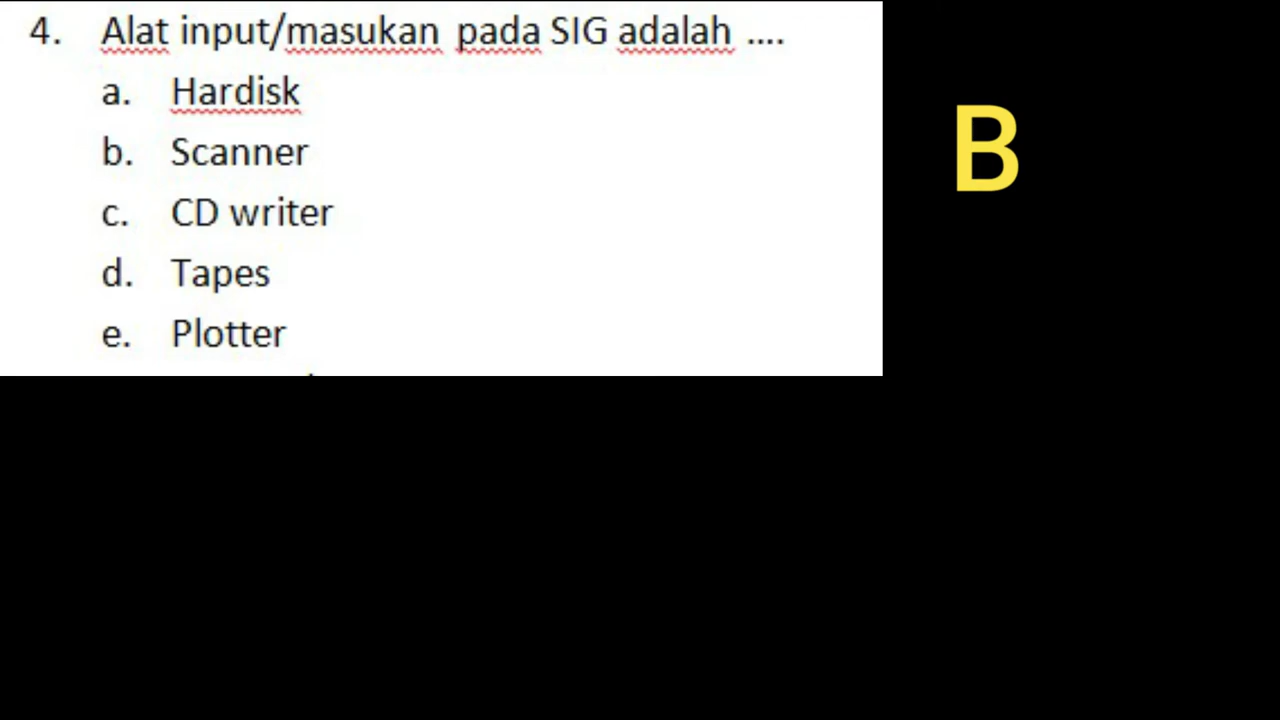 4. Alat input/masukan pada SIG adalah ....
a. Hardisk
b. Scanner
c. CD writer
d. Tapes
e. Plotter
B